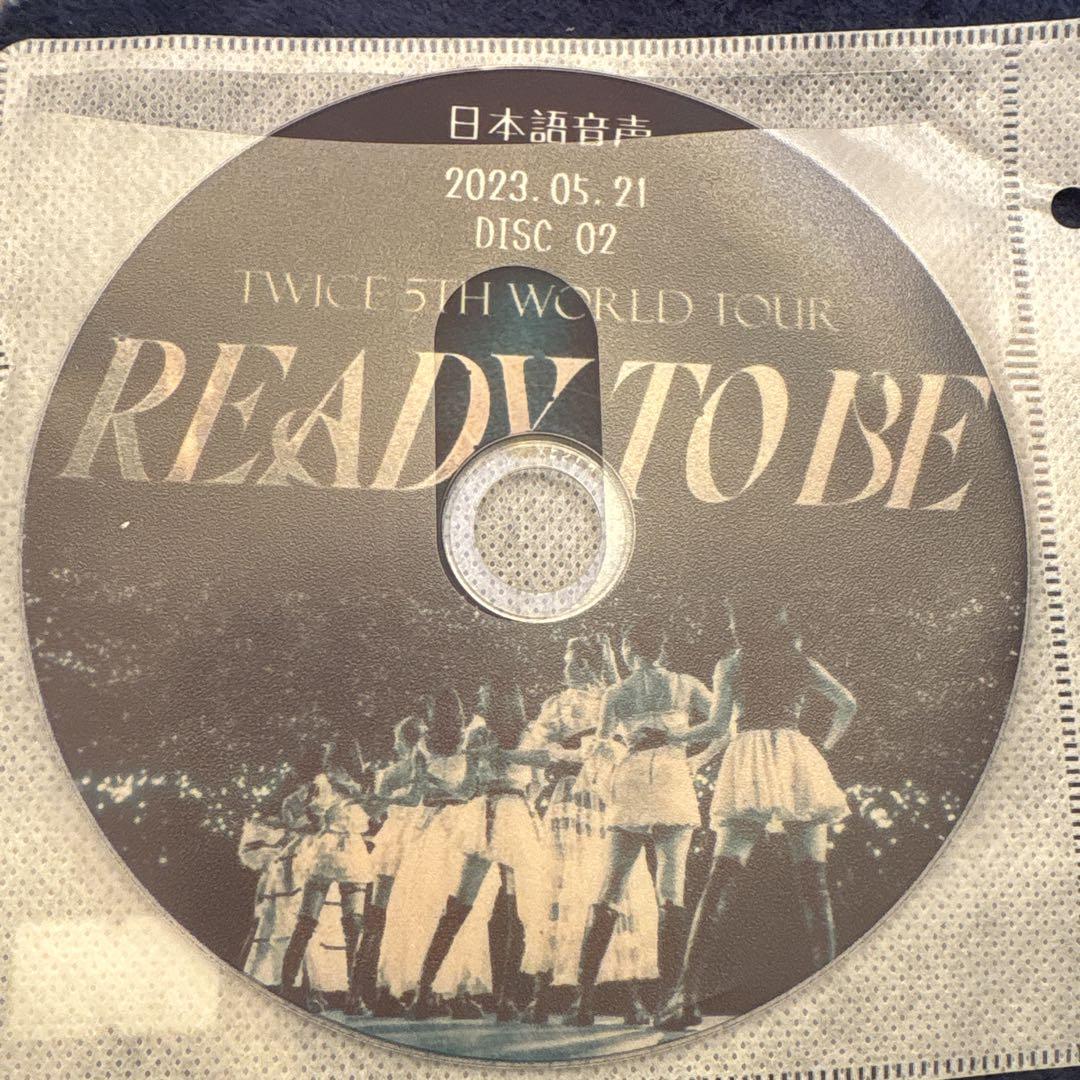 日本語音声
2023.05.21
DISC 02
TWICE 5TH WORLD TOUR
READY TO BE